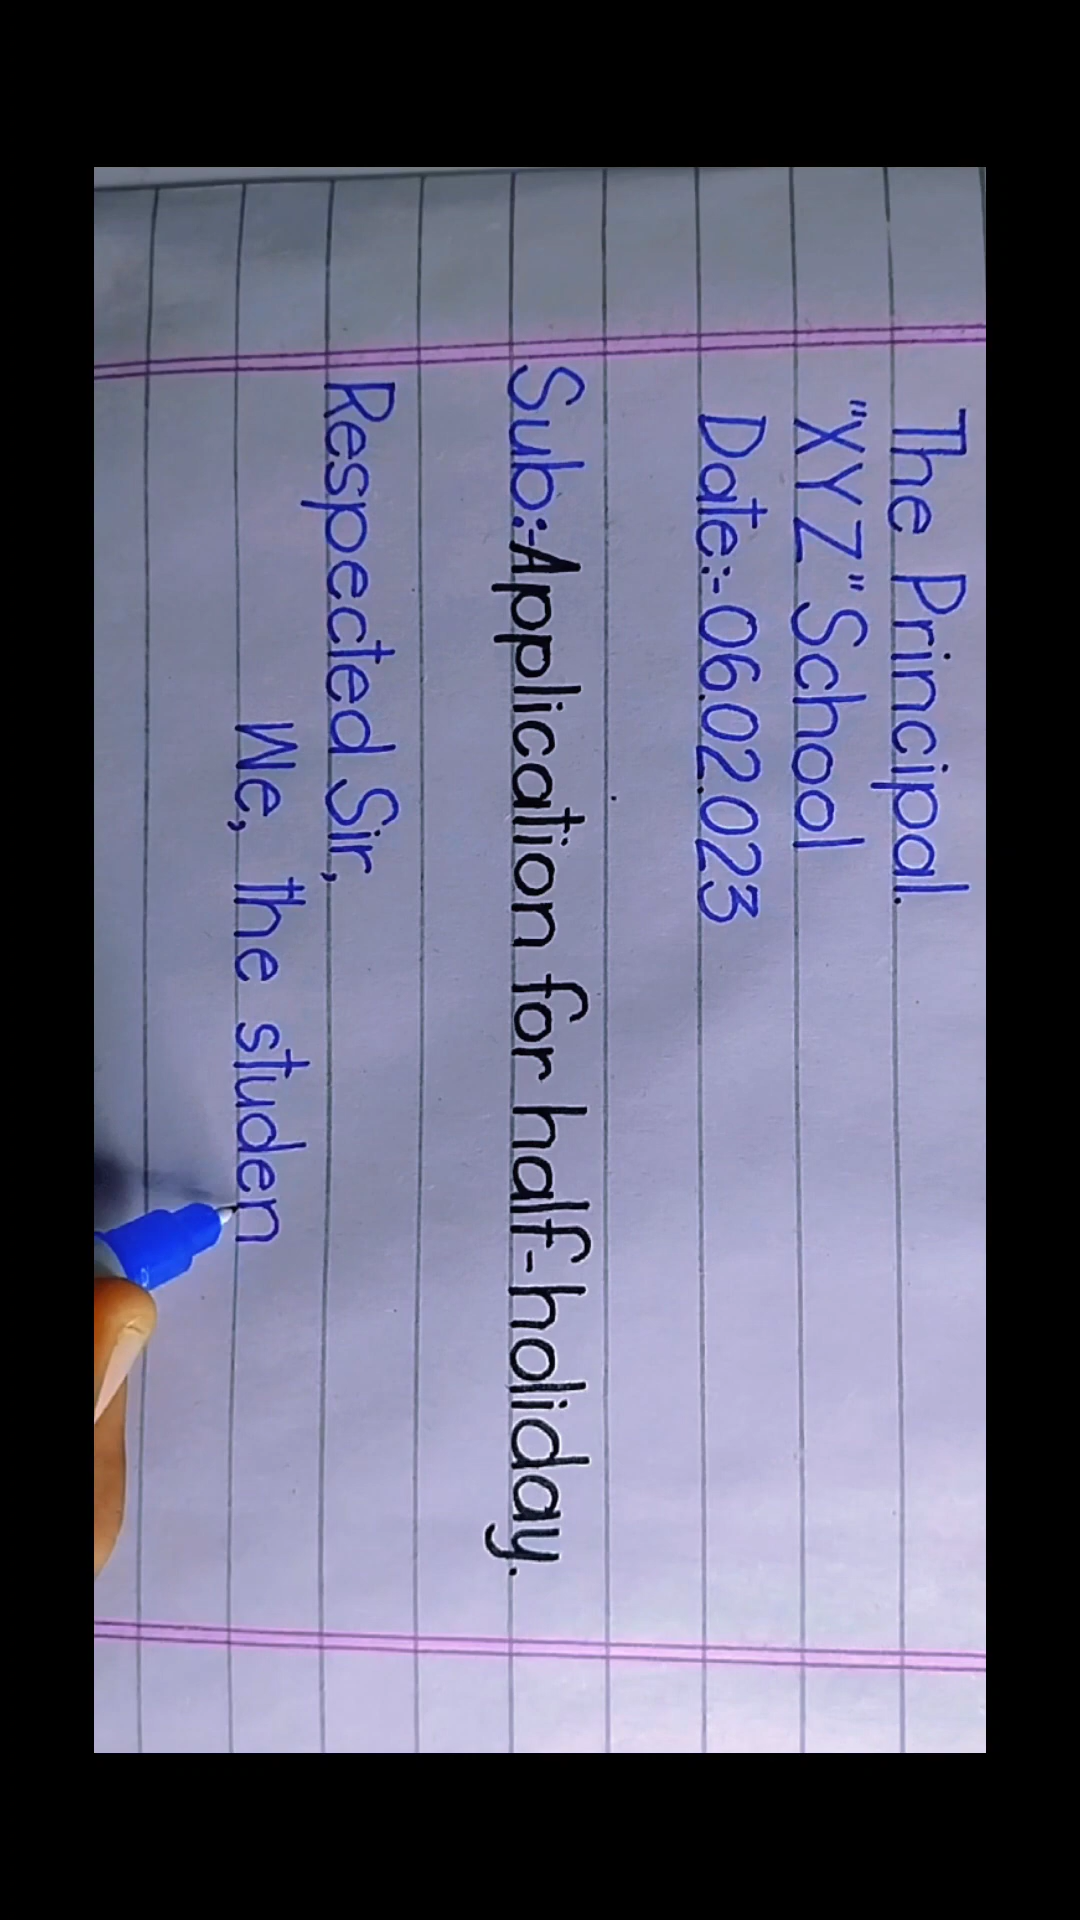 The Principal.
"XYZ" School
Date:-06.02.023
Sub:-Application for half-holiday.
Respected Sir,
We, the studen